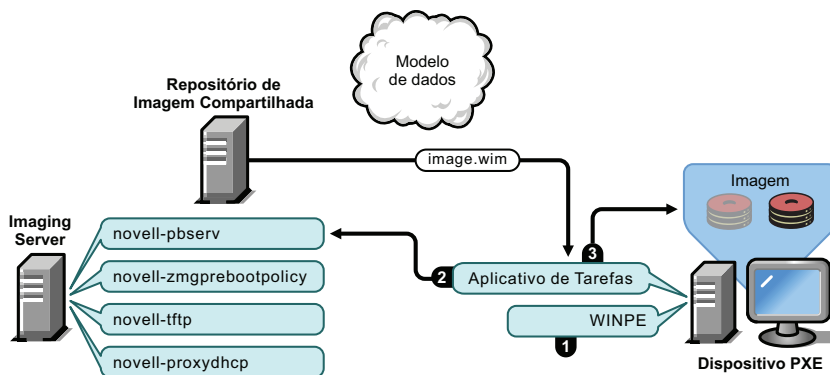 Modelo
de dados
Repositório de
Imagem Compartilhada
image.wim
Imagem
Imaging
Server
novell-pbserv
novell-zmgprebootpolicy
novell-tftp
novell-proxydhcp
2
Aplicativo de Tarefas
3
WINPE
1
Dispositivo PXE